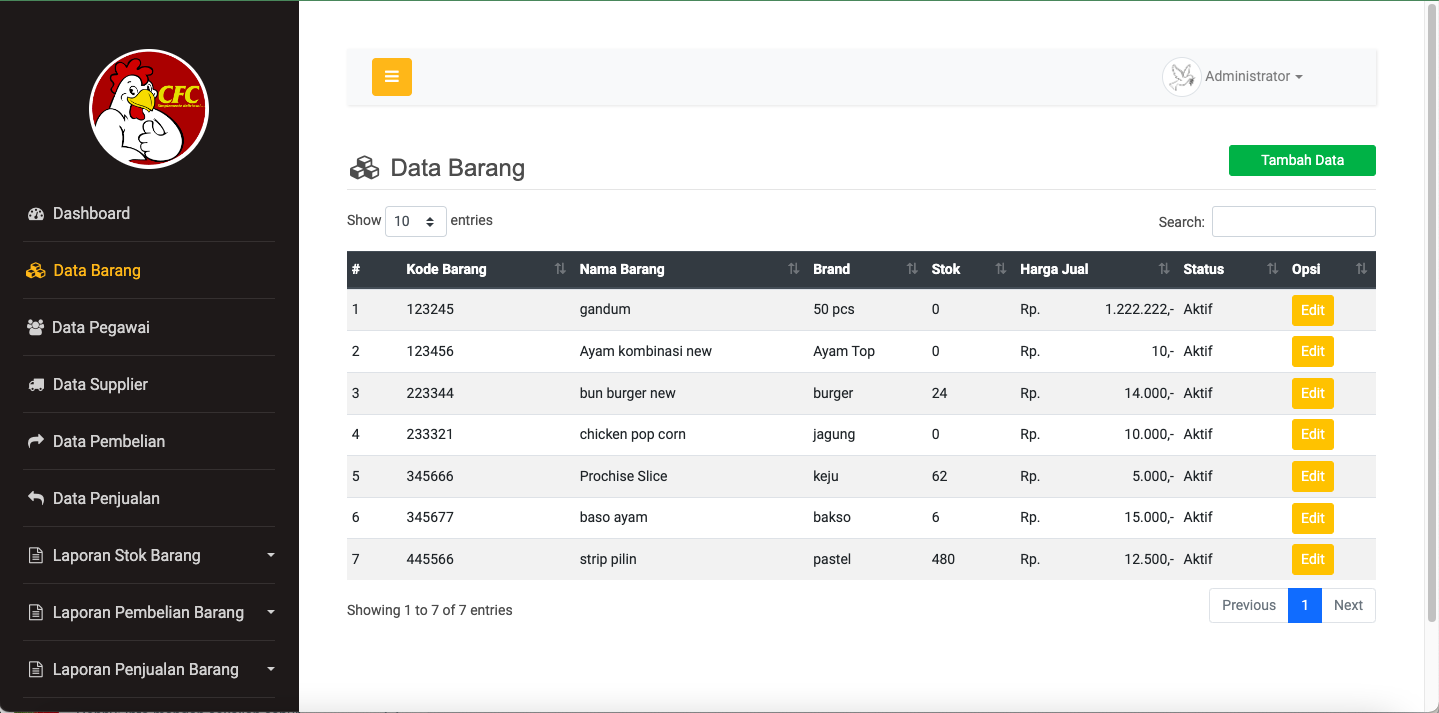 CFC
Administrator
Dashboard
Data Barang
Data Pegawai
Data Supplier
Data Pembelian
Data Penjualan
Laporan Stok Barang
Laporan Pembelian Barang
Laporan Penjualan Barang
Data Barang
Tambah Data
Show 10 entries
Search:
# Kode Barang Nama Barang Brand Stok Harga Jual Status Opsi
1 123245 gandum 50 pcs 0 Rp. 1.222.222,- Aktif Edit
2 123456 Ayam kombinasi new Ayam Top 0 Rp. 10,- Aktif Edit
3 223344 bun burger new burger 24 Rp. 14.000,- Aktif Edit
4 233321 chicken pop corn jagung 0 Rp. 10.000,- Aktif Edit
5 345666 Prochise Slice keju 62 Rp. 5.000,- Aktif Edit
6 345677 baso ayam bakso 6 Rp. 15.000,- Aktif Edit
7 445566 strip pilin pastel 480 Rp. 12.500,- Aktif Edit
Showing 1 to 7 of 7 entries
Previous 1 Next